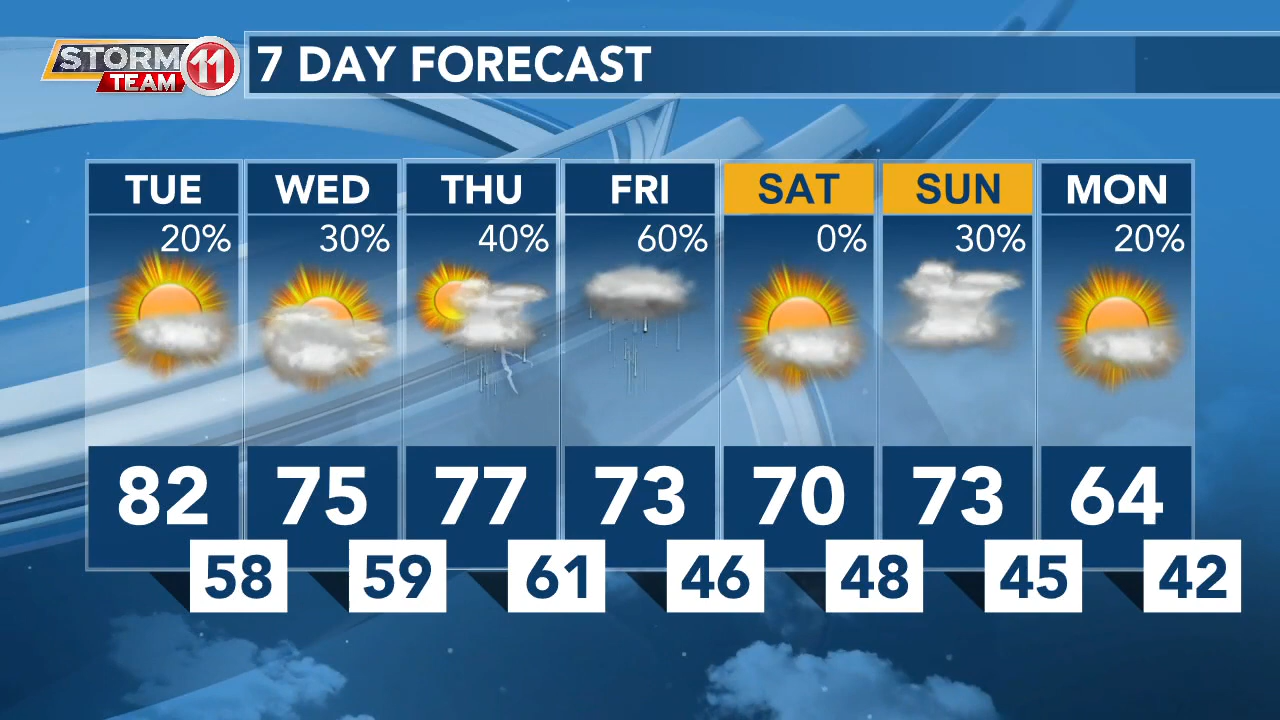 STORM
TEAM
11
7 DAY FORECAST
TUE WED THU FRI SAT SUN MON
20% 30% 40% 60% 0% 30% 20%
82 75 77 73 70 73 64
58 59 61 46 48 45 42